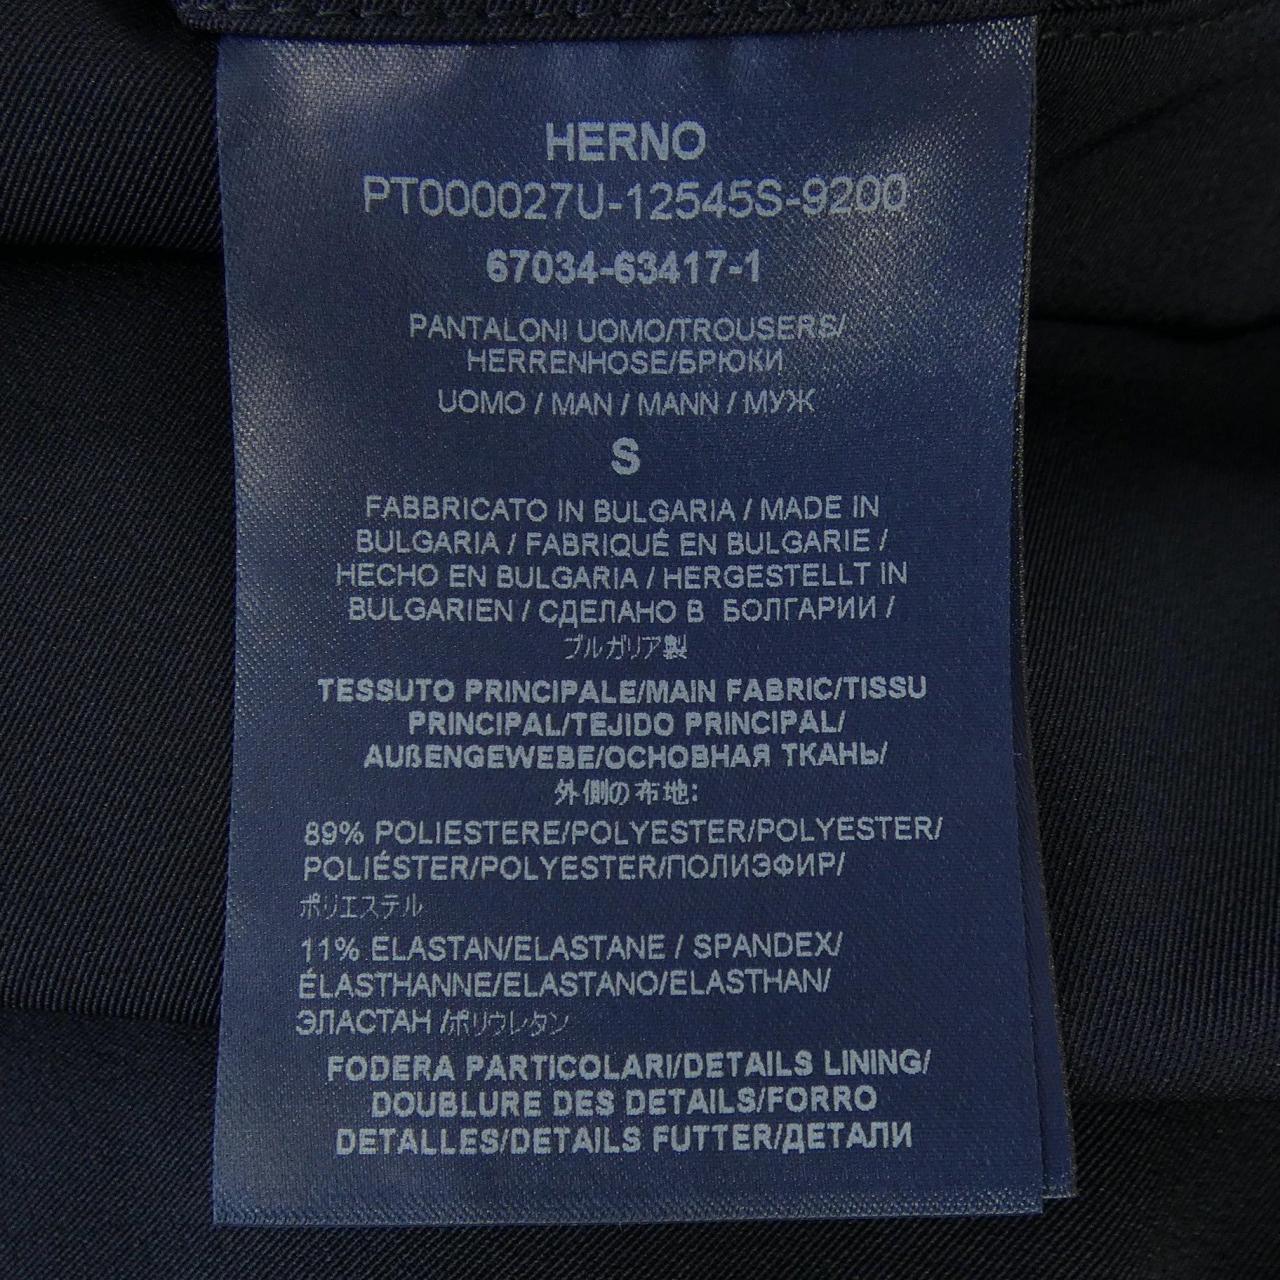 HERNO
PT000027U-12545S-9200
67034-63417-1
PANTALONI UOMO/TROUSERS/
HERRENHOSE/БРЮКИ
UOMO / MAN / MANN / МУЖ
S
FABBRICATO IN BULGARIA / MADE IN
BULGARIA / FABRIQUÉ EN BULGARIE /
HECHO EN BULGARIA / HERGESTELLT IN
BULGARIEN / СДЕЛАНО В БОЛГАРИИ /
ブルガリア製
TESSUTO PRINCIPALE/MAIN FABRIC/TISSU
PRINCIPAL/TEJIDO PRINCIPAL/
AUßENGEWEBE/ОСНОВНАЯ ТКАНЬ/
外側の布地:
89% POLIESTERE/POLYESTER/POLYESTER/
POLIÉSTER/POLYESTER/ПОЛИЭФИР/
ポリエステル
11% ELASTAN/ELASTANE / SPANDEX/
ÉLASTHANNE/ELASTANO/ELASTHAN/
ЭЛАСТАН /ポリウレタン
FODERA PARTICOLARI/DETAILS LINING/
DOUBLURE DES DETAILS/FORRO
DETALLES/DETAILS FUTTER/ДЕТАЛИ